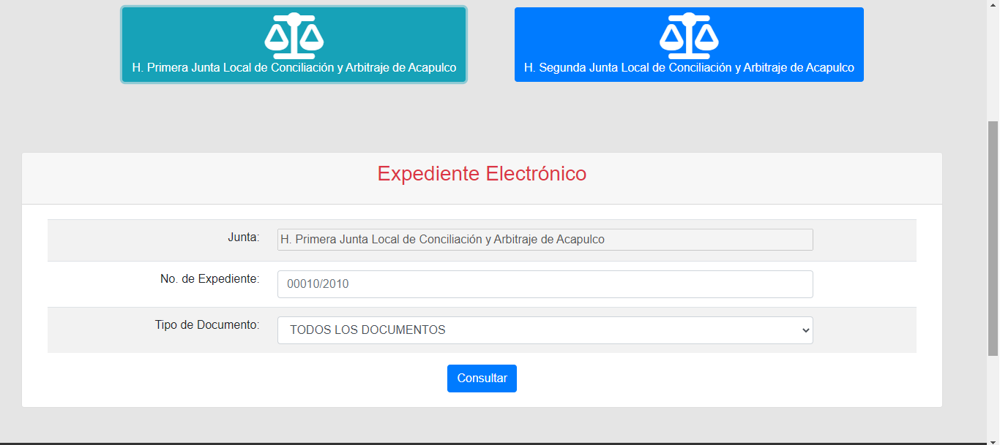 H. Primera Junta Local de Conciliación y Arbitraje de Acapulco
H. Segunda Junta Local de Conciliación y Arbitraje de Acapulco
Expediente Electrónico
Junta: H. Primera Junta Local de Conciliación y Arbitraje de Acapulco
No. de Expediente: 00010/2010
Tipo de Documento: TODOS LOS DOCUMENTOS
Consultar